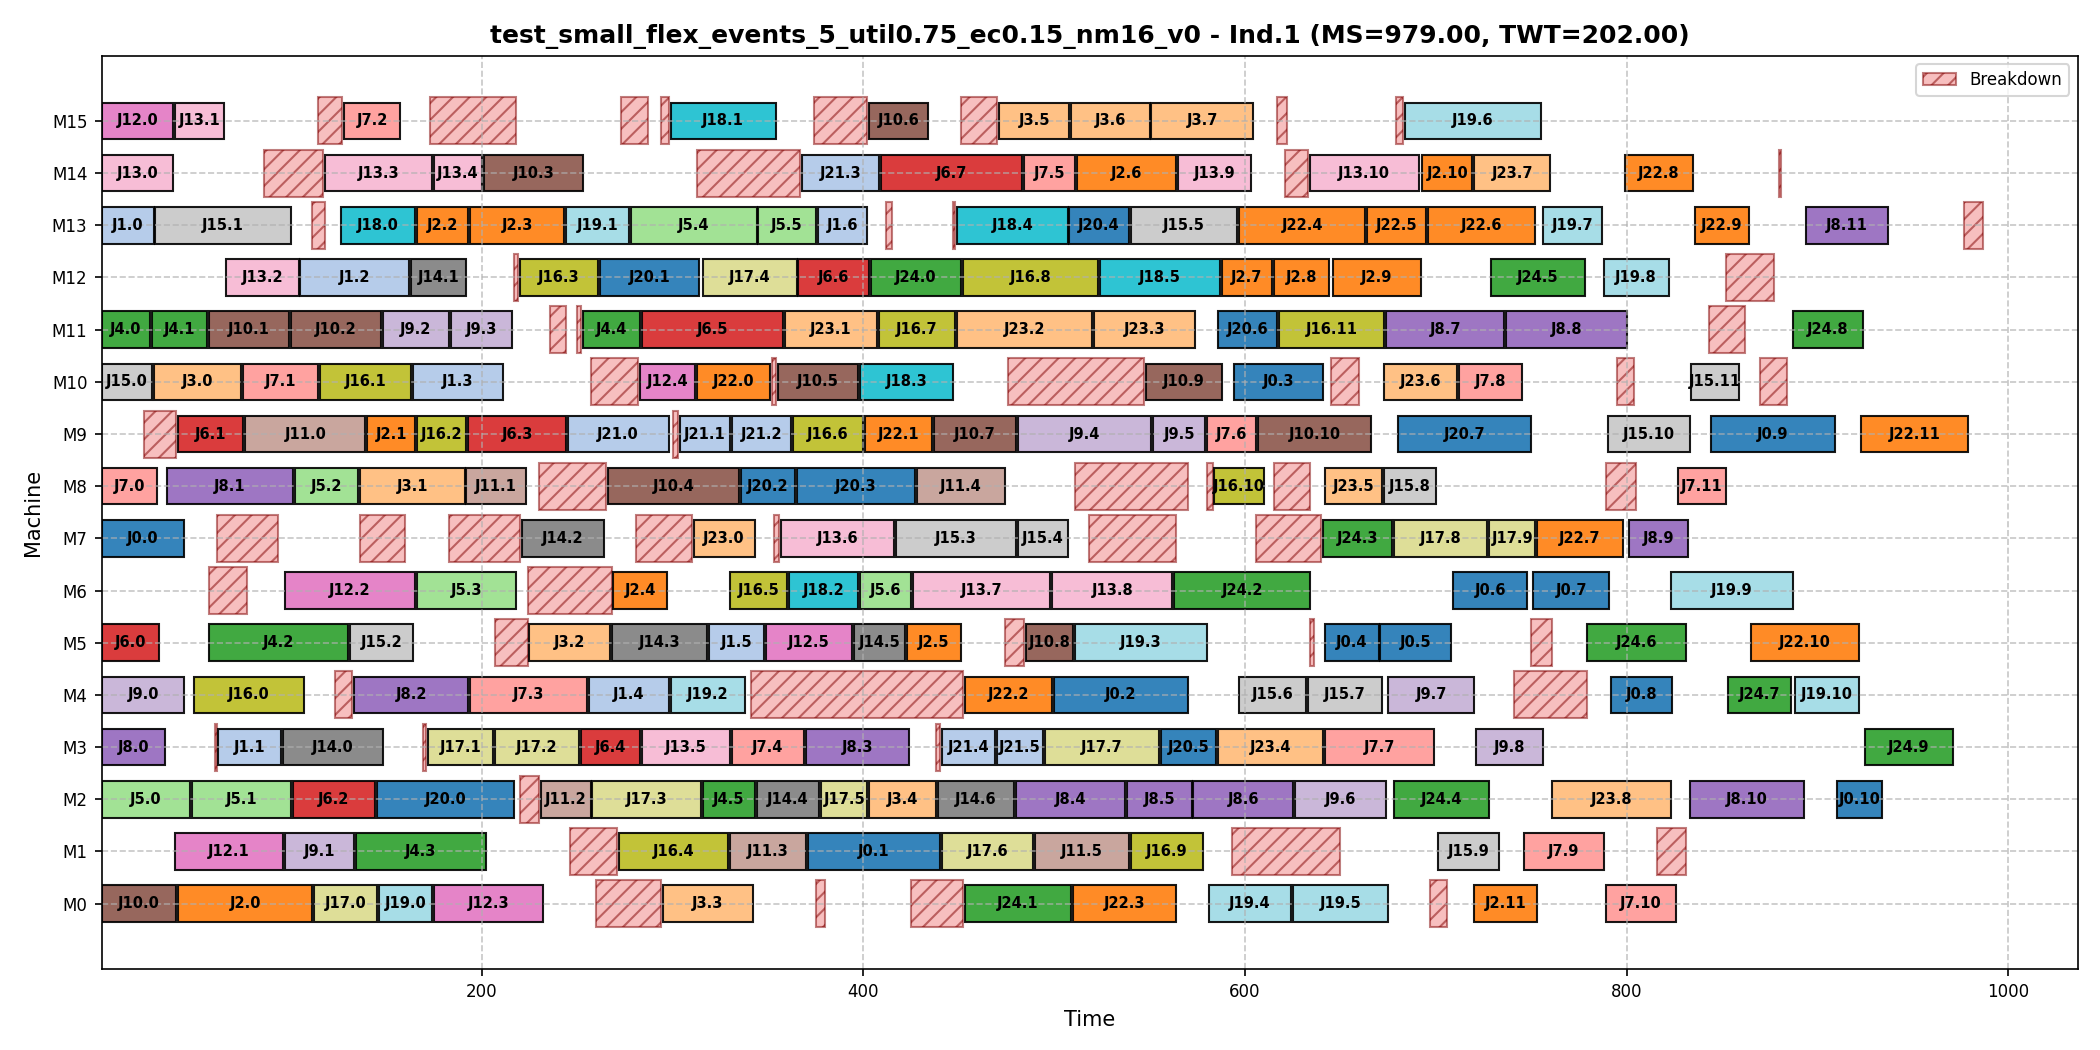 test_small_flex_events_5_util0.75_ec0.15_nm16_v0 - Ind.1 (MS=979.00, TWT=202.00)
Breakdown
M15 J12.0 J13.1 J7.2 J18.1 J10.6 J3.5 J3.6 J3.7 J19.6
M14 J13.0 J13.3 J13.4 J10.3 J21.3 J6.7 J7.5 J2.6 J13.9 J13.10 J2.10 J23.7 J22.8
M13 J1.0 J15.1 J18.0 J2.2 J2.3 J19.1 J5.4 J5.5 J1.6 J18.4 J20.4 J15.5 J22.4 J22.5 J22.6 J19.7 J22.9 J8.11
M12 J13.2 J1.2 J14.1 J16.3 J20.1 J17.4 J6.6 J24.0 J16.8 J18.5 J2.7 J2.8 J2.9 J24.5 J19.8
M11 J4.0 J4.1 J10.1 J10.2 J9.2 J9.3 J4.4 J6.5 J23.1 J16.7 J23.2 J23.3 J20.6 J16.11 J8.7 J8.8 J24.8
M10 J15.0 J3.0 J7.1 J16.1 J1.3 J12.4 J22.0 J10.5 J18.3 J10.9 J0.3 J23.6 J7.8 J15.11
M9 J6.1 J11.0 J2.1 J16.2 J6.3 J21.0 J21.1 J21.2 J16.6 J22.1 J10.7 J9.4 J9.5 J7.6 J10.10 J20.7 J15.10 J0.9 J22.11
M8 J7.0 J8.1 J5.2 J3.1 J11.1 J10.4 J20.2 J20.3 J11.4 J16.10 J23.5 J15.8 J7.11
M7 J0.0 J14.2 J23.0 J13.6 J15.3 J15.4 J24.3 J17.8 J17.9 J22.7 J8.9
M6 J12.2 J5.3 J2.4 J16.5 J18.2 J5.6 J13.7 J13.8 J24.2 J0.6 J0.7 J19.9
M5 J6.0 J4.2 J15.2 J3.2 J14.3 J1.5 J12.5 J14.5 J2.5 J10.8 J19.3 J0.4 J0.5 J24.6 J22.10
M4 J9.0 J16.0 J8.2 J7.3 J1.4 J19.2 J22.2 J0.2 J15.6 J15.7 J9.7 J0.8 J24.7 J19.10
M3 J8.0 J1.1 J14.0 J17.1 J17.2 J6.4 J13.5 J7.4 J8.3 J21.4 J21.5 J17.7 J20.5 J23.4 J7.7 J9.8 J24.9
M2 J5.0 J5.1 J6.2 J20.0 J11.2 J17.3 J4.5 J14.4 J17.5 J3.4 J14.6 J8.4 J8.5 J8.6 J9.6 J24.4 J23.8 J8.10 J0.10
M1 J12.1 J9.1 J4.3 J16.4 J11.3 J0.1 J17.6 J11.5 J16.9 J15.9 J7.9
M0 J10.0 J2.0 J17.0 J19.0 J12.3 J3.3 J24.1 J22.3 J19.4 J19.5 J2.11 J7.10
200 400 600 800 1000
Time
Machine